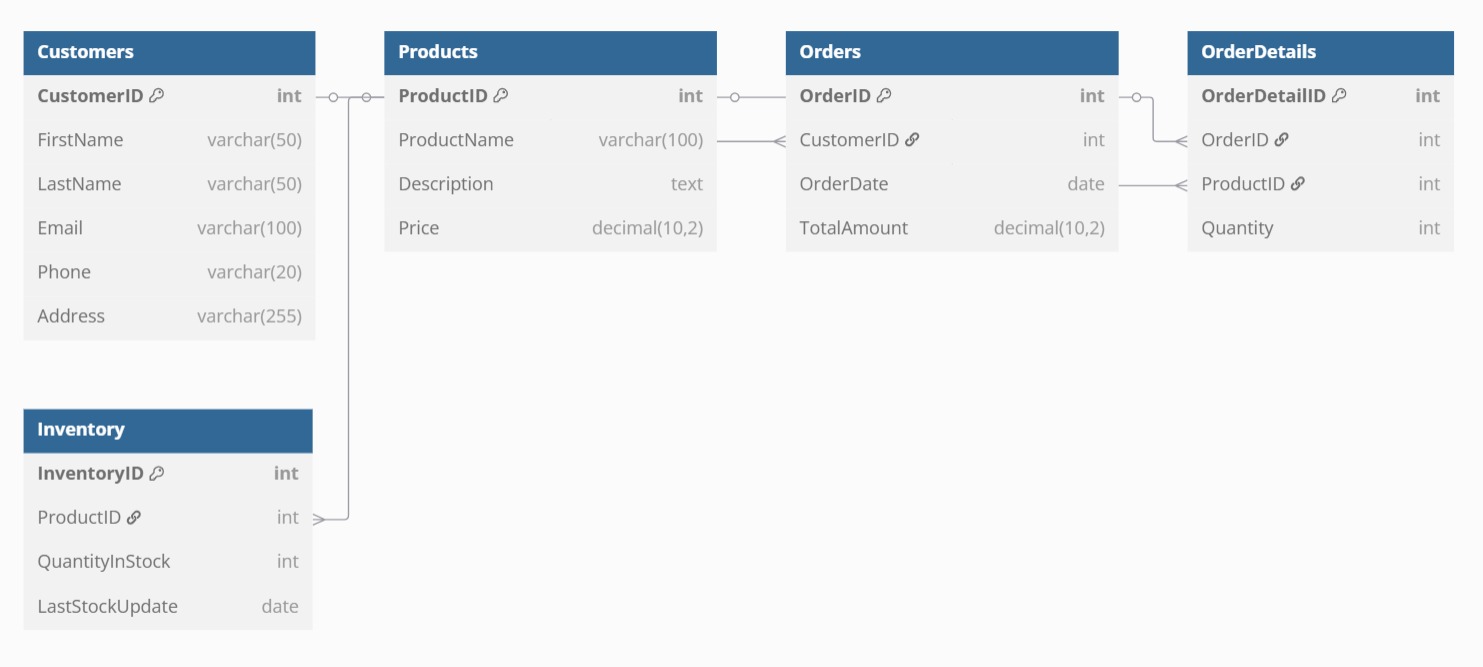 Customers
CustomerID int
FirstName varchar(50)
LastName varchar(50)
Email varchar(100)
Phone varchar(20)
Address varchar(255)
Products
ProductID int
ProductName varchar(100)
Description text
Price decimal(10,2)
Orders
OrderID int
CustomerID int
OrderDate date
TotalAmount decimal(10,2)
OrderDetails
OrderDetailID int
OrderID int
ProductID int
Quantity int
Inventory
InventoryID int
ProductID int
QuantityInStock int
LastStockUpdate date